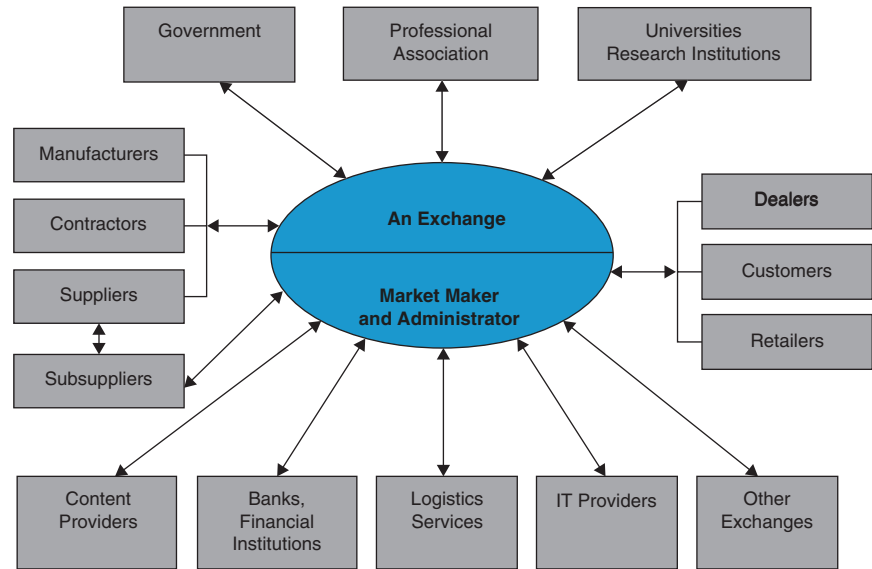 Government
Professional
Association
Universities
Research Institutions
Manufacturers
Contractors
Suppliers
Subsuppliers
An Exchange
Market Maker
and Administrator
Dealers
Customers
Retailers
Content
Providers
Banks,
Financial
Institutions
Logistics
Services
IT Providers
Other
Exchanges